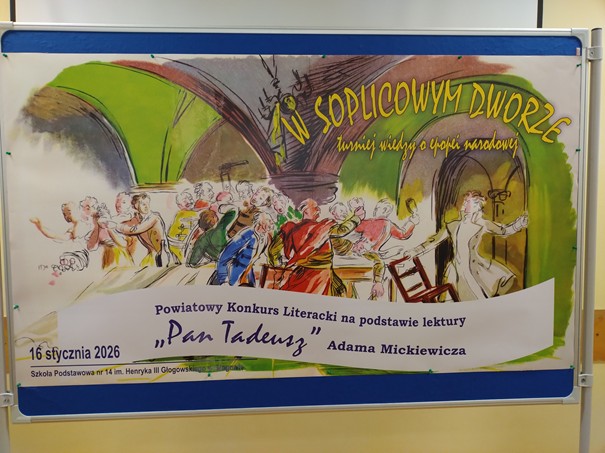 W SOPLICOWYM DWORZE
turniej wiedzy o epopei narodowej
Powiatowy Konkurs Literacki na podstawie lektury
„Pan Tadeusz” Adama Mickiewicza
16 stycznia 2026
Szkoła Podstawowa nr 14 im. Henryka III Głogowskiego